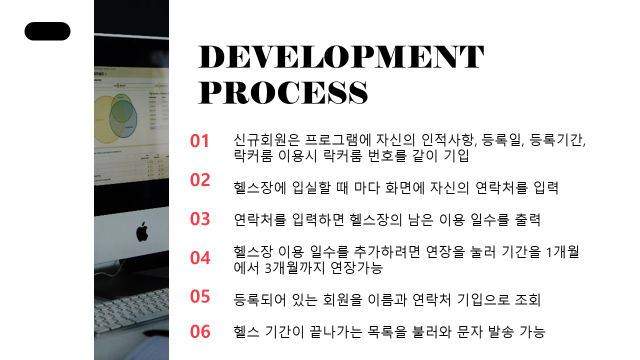 DEVELOPMENT
PROCESS
01 신규회원은 프로그램에 자신의 인적사항, 등록일, 등록기간,
락커룸 이용시 락커룸 번호를 같이 기입
02 헬스장에 입실할 때 마다 화면에 자신의 연락처를 입력
03 연락처를 입력하면 헬스장의 남은 이용 일수를 출력
04 헬스장 이용 일수를 추가하려면 연장을 눌러 기간을 1개월
에서 3개월까지 연장가능
05 등록되어 있는 회원을 이름과 연락처 기입으로 조회
06 헬스 기간이 끝나가는 목록을 불러와 문자 발송 가능